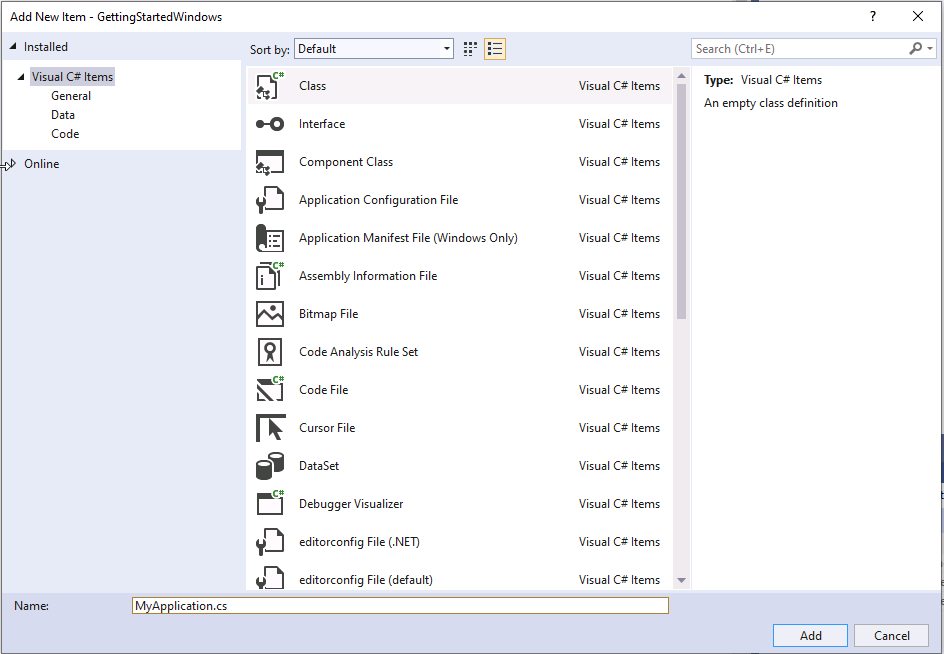 Add New Item - GettingStartedWindows ?
Installed
Visual C# Items
General
Data
Code
Online
Sort by: Default
Search (Ctrl+E)
C# Class Visual C# Items
Interface Visual C# Items
Component Class Visual C# Items
Application Configuration File Visual C# Items
Application Manifest File (Windows Only) Visual C# Items
C# Assembly Information File Visual C# Items
Bitmap File Visual C# Items
Code Analysis Rule Set Visual C# Items
C# Code File Visual C# Items
Cursor File Visual C# Items
DataSet Visual C# Items
C# Debugger Visualizer Visual C# Items
editorconfig File (.NET) Visual C# Items
editorconfig File (default) Visual C# Items
Type: Visual C# Items
An empty class definition
Name: MyApplication.cs
Add Cancel